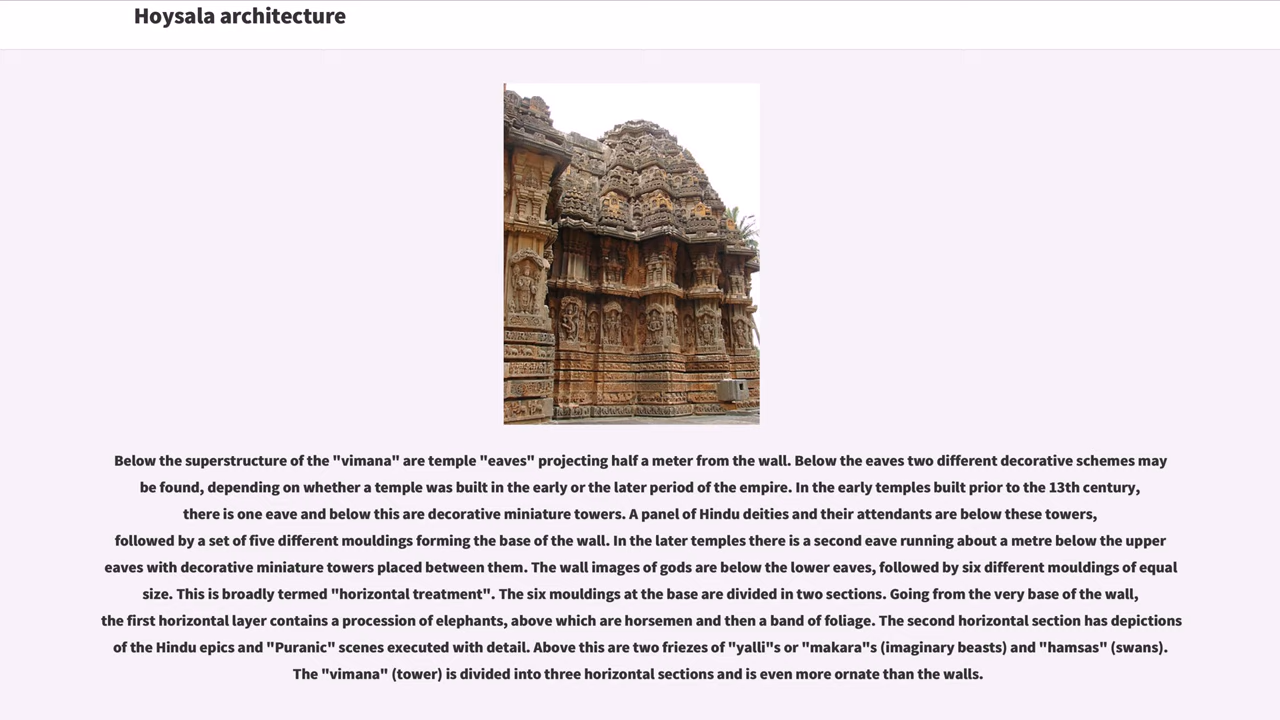 Hoysala architecture
Below the superstructure of the "vimana" are temple "eaves" projecting half a meter from the wall. Below the eaves two different decorative schemes may
be found, depending on whether a temple was built in the early or the later period of the empire. In the early temples built prior to the 13th century,
there is one eave and below this are decorative miniature towers. A panel of Hindu deities and their attendants are below these towers,
followed by a set of five different mouldings forming the base of the wall. In the later temples there is a second eave running about a metre below the upper
eaves with decorative miniature towers placed between them. The wall images of gods are below the lower eaves, followed by six different mouldings of equal
size. This is broadly termed "horizontal treatment". The six mouldings at the base are divided in two sections. Going from the very base of the wall,
the first horizontal layer contains a procession of elephants, above which are horsemen and then a band of foliage. The second horizontal section has depictions
of the Hindu epics and "Puranic" scenes executed with detail. Above this are two friezes of "yalli"s or "makara"s (imaginary beasts) and "hamsas" (swans).
The "vimana" (tower) is divided into three horizontal sections and is even more ornate than the walls.